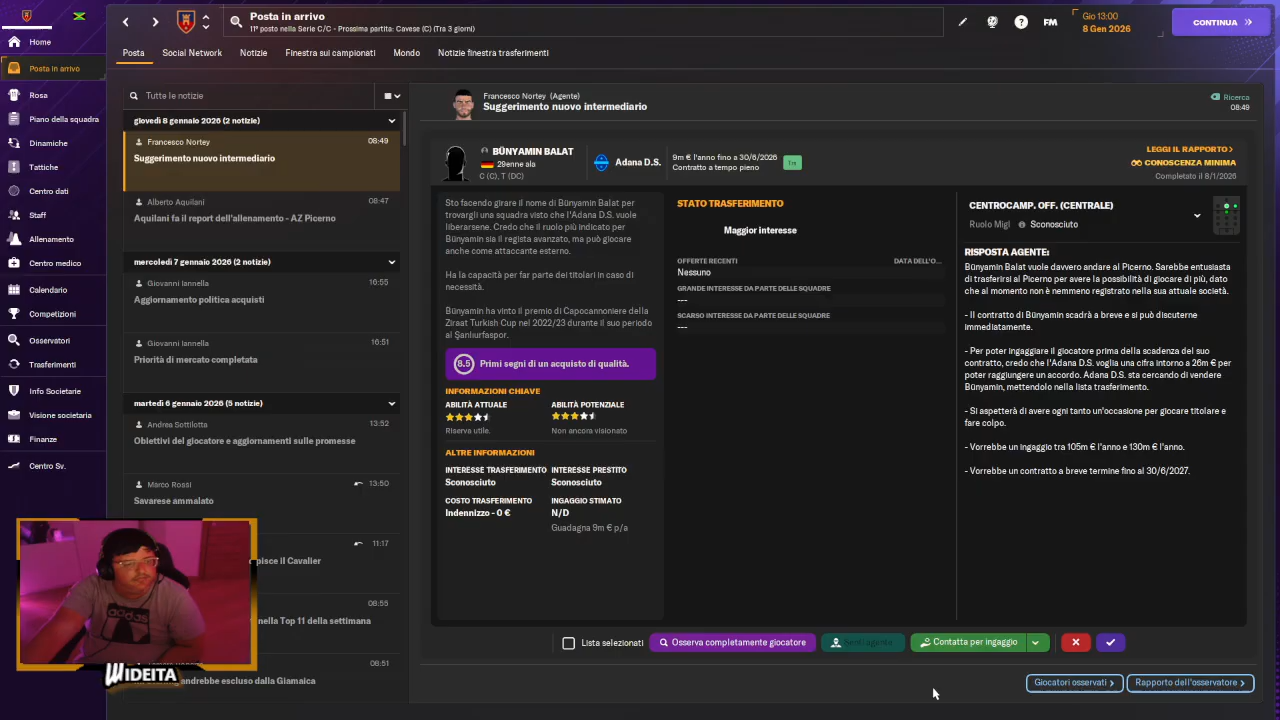 Posta in arrivo
11° posto nella Serie C/C - Prossima partita: Cavese (C) (Tra 3 giorni)
FM
Gio 13:00
8 Gen 2026
CONTINUA
Home
Posta in arrivo
Rosa
Piano della squadra
Dinamiche
Tattiche
Centro dati
Staff
Allenamento
Centro medico
Calendario
Competizioni
Osservatori
Trasferimenti
Info Societarie
Visione societaria
Finanze
Centro Sv.
Posta
Social Network
Notizie
Finestra sui campionati
Mondo
Notizie finestra trasferimenti
Tutte le notizie
giovedì 8 gennaio 2026 (2 notizie)
Francesco Nortey 08:49
Suggerimento nuovo intermediario
Alberto Aquilani 08:47
Aquilani fa il report dell'allenamento - AZ Picerno
mercoledì 7 gennaio 2026 (2 notizie)
Giovanni Iannella 16:55
Aggiornamento politica acquisti
Giovanni Iannella 16:51
Priorità di mercato completata
martedì 6 gennaio 2026 (5 notizie)
Andrea Sottilotta 13:52
Obiettivi del giocatore e aggiornamenti sulle promesse
Marco Rossi 13:50
Savarese ammalato
11:17
pisce il Cavalier
08:55
nella Top 11 della settimana
08:51
andrebbe escluso dalla Giamaica
WIDEITA
Francesco Nortey (Agente)
Suggerimento nuovo intermediario
Ricerca
08:49
BÜNYAMIN BALAT
29enne ala
C (C), T (DC)
Adana D.S.
9m € l'anno fino a 30/6/2026
Contratto a tempo pieno
LEGGI IL RAPPORTO
CONOSCENZA MINIMA
Completato il 8/1/2026
Sto facendo girare il nome di Bünyamin Balat per
trovargli una squadra visto che l'Adana D.S. vuole
liberarsene. Credo che il ruolo più indicato per
Bünyamin sia il regista avanzato, ma può giocare
anche come attaccante esterno.
Ha la capacità per far parte dei titolari in caso di
necessità.
Bünyamin ha vinto il premio di Capocannoniere della
Ziraat Turkish Cup nel 2022/23 durante il suo periodo
al Şanlıurfaspor.
8.5 Primi segni di un acquisto di qualità.
INFORMAZIONI CHIAVE
ABILITÀ ATTUALE
ABILITÀ POTENZIALE
Riserva utile.
Non ancora visionato
ALTRE INFORMAZIONI
INTERESSE TRASFERIMENTO
INTERESSE PRESTITO
Sconosciuto
Sconosciuto
COSTO TRASFERIMENTO
INGAGGIO STIMATO
Indennizzo - 0 €
N/D
Guadagna 9m € p/a
STATO TRASFERIMENTO
Maggior interesse
OFFERTE RECENTI
DATA DELL'O...
Nessuno
GRANDE INTERESSE DA PARTE DELLE SQUADRE
---
SCARSO INTERESSE DA PARTE DELLE SQUADRE
---
CENTROCAMP. OFF. (CENTRALE)
Ruolo Migl Sconosciuto
RISPOSTA AGENTE:
Bünyamin Balat vuole davvero andare al Picerno. Sarebbe entusiasta
di trasferirsi al Picerno per avere la possibilità di giocare di più, dato
che al momento non è nemmeno registrato nella sua attuale società.
- Il contratto di Bünyamin scadrà a breve e si può discuterne
immediatamente.
- Per poter ingaggiare il giocatore prima della scadenza del suo
contratto, credo che l'Adana D.S. voglia una cifra intorno a 26m € per
poter raggiungere un accordo. Adana D.S. sta cercando di vendere
Bünyamin, mettendolo nella lista trasferimento.
- Si aspetterà di avere ogni tanto un'occasione per giocare titolare e
fare colpo.
- Vorrebbe un ingaggio tra 105m € l'anno e 130m € l'anno.
- Vorrebbe un contratto a breve termine fino al 30/6/2027.
Lista selezionati
Osserva completamente giocatore
Senti agente
Contatta per ingaggio
Giocatori osservati
Rapporto dell'osservatore